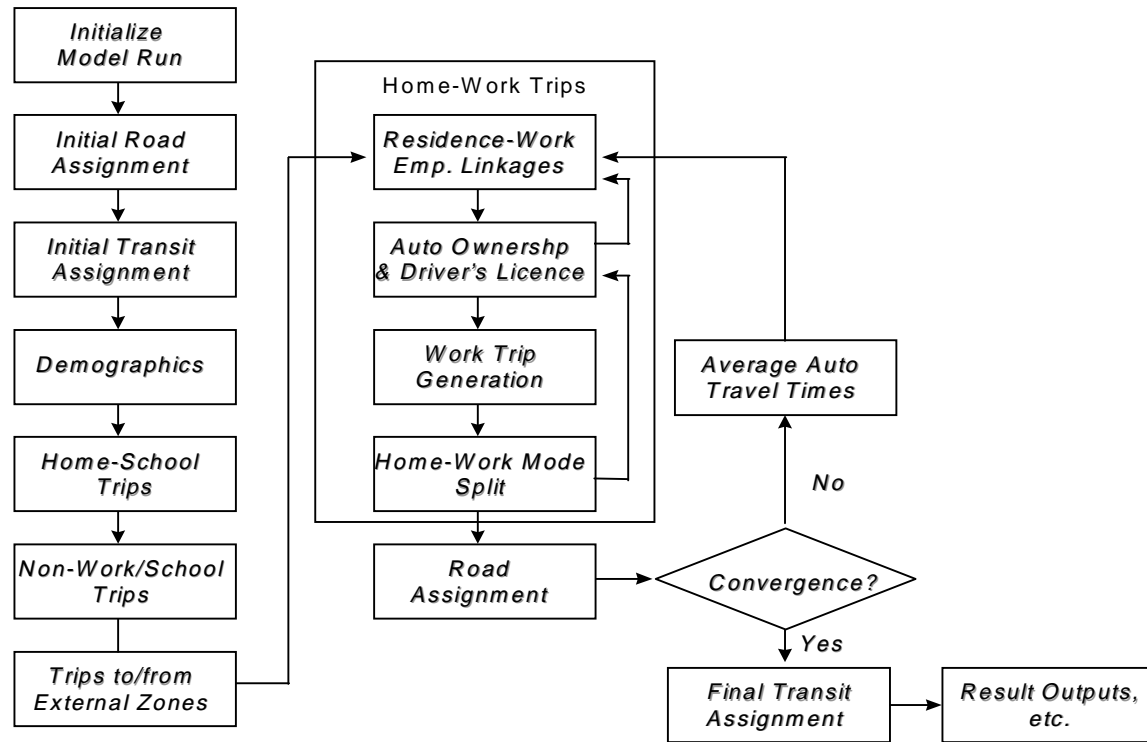 Initialize
Model Run
Initial Road
Assignment
Initial Transit
Assignment
Demographics
Home-School
Trips
Non-Work/School
Trips
Trips to/from
External Zones
Home-Work Trips
Residence-Work
Emp. Linkages
Auto Ownershp
& Driver's Licence
Work Trip
Generation
Home-Work Mode
Split
Road
Assignment
Convergence?
No
Average Auto
Travel Times
Yes
Final Transit
Assignment
Result Outputs,
etc.